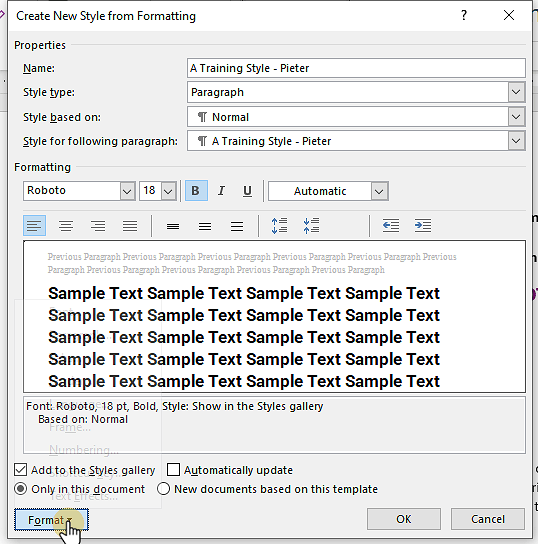 Create New Style from Formatting
?
Properties
Name: A Training Style - Pieter
Style type: Paragraph
Style based on: ¶ Normal
Style for following paragraph: ¶ A Training Style - Pieter
Formatting
Roboto 18 B I U Automatic
Previous Paragraph Previous Paragraph Previous Paragraph Previous Paragraph Previous Paragraph Previous
Paragraph Previous Paragraph Previous Paragraph Previous Paragraph Previous Paragraph
Sample Text Sample Text Sample Text Sample Text
Sample Text Sample Text Sample Text Sample Text
Sample Text Sample Text Sample Text Sample Text
Sample Text Sample Text Sample Text Sample Text
Sample Text Sample Text Sample Text Sample Text
Font: Roboto, 18 pt, Bold, Style: Show in the Styles gallery
Based on: Normal
Frame...
Numbering...
Add to the Styles gallery Automatically update
Only in this document New documents based on this template
Text Effects...
Format OK Cancel